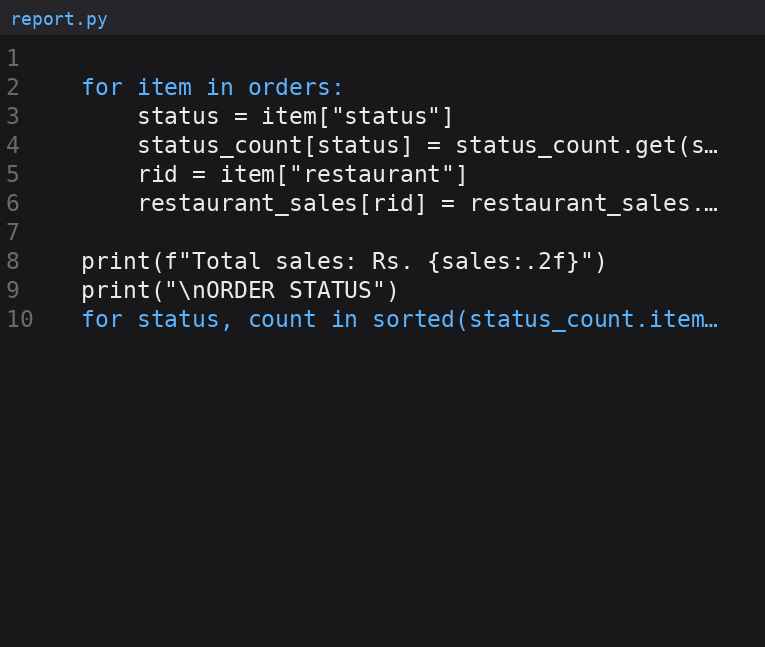 report.py
1
2 for item in orders:
3 status = item["status"]
4 status_count[status] = status_count.get(s…
5 rid = item["restaurant"]
6 restaurant_sales[rid] = restaurant_sales.…
7
8 print(f"Total sales: Rs. {sales:.2f}")
9 print("\nORDER STATUS")
10 for status, count in sorted(status_count.item…